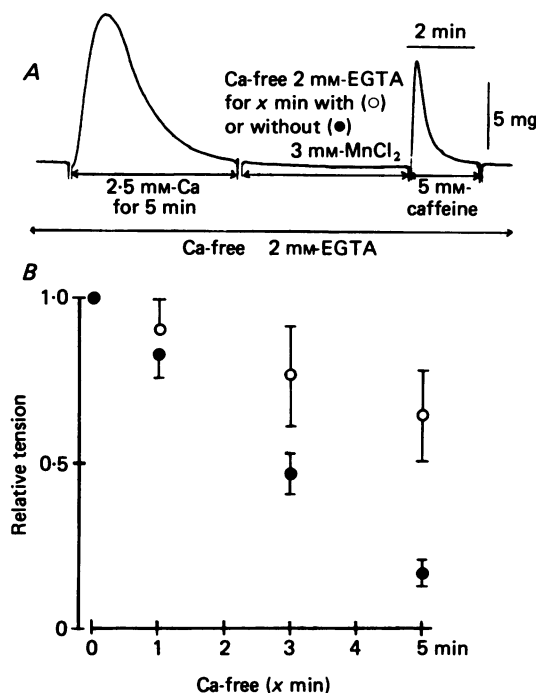 A
2 min
Ca-free 2 mM-EGTA
for x min with (○)
or without (●)
3 mM-MnCl2
5 mg
2·5 mM-Ca
for 5 min
5 mM-
caffeine
Ca-free 2 mM-EGTA
B
Relative tension
1·0
0·5
0
0 1 2 3 4 5 min
Ca-free (x min)